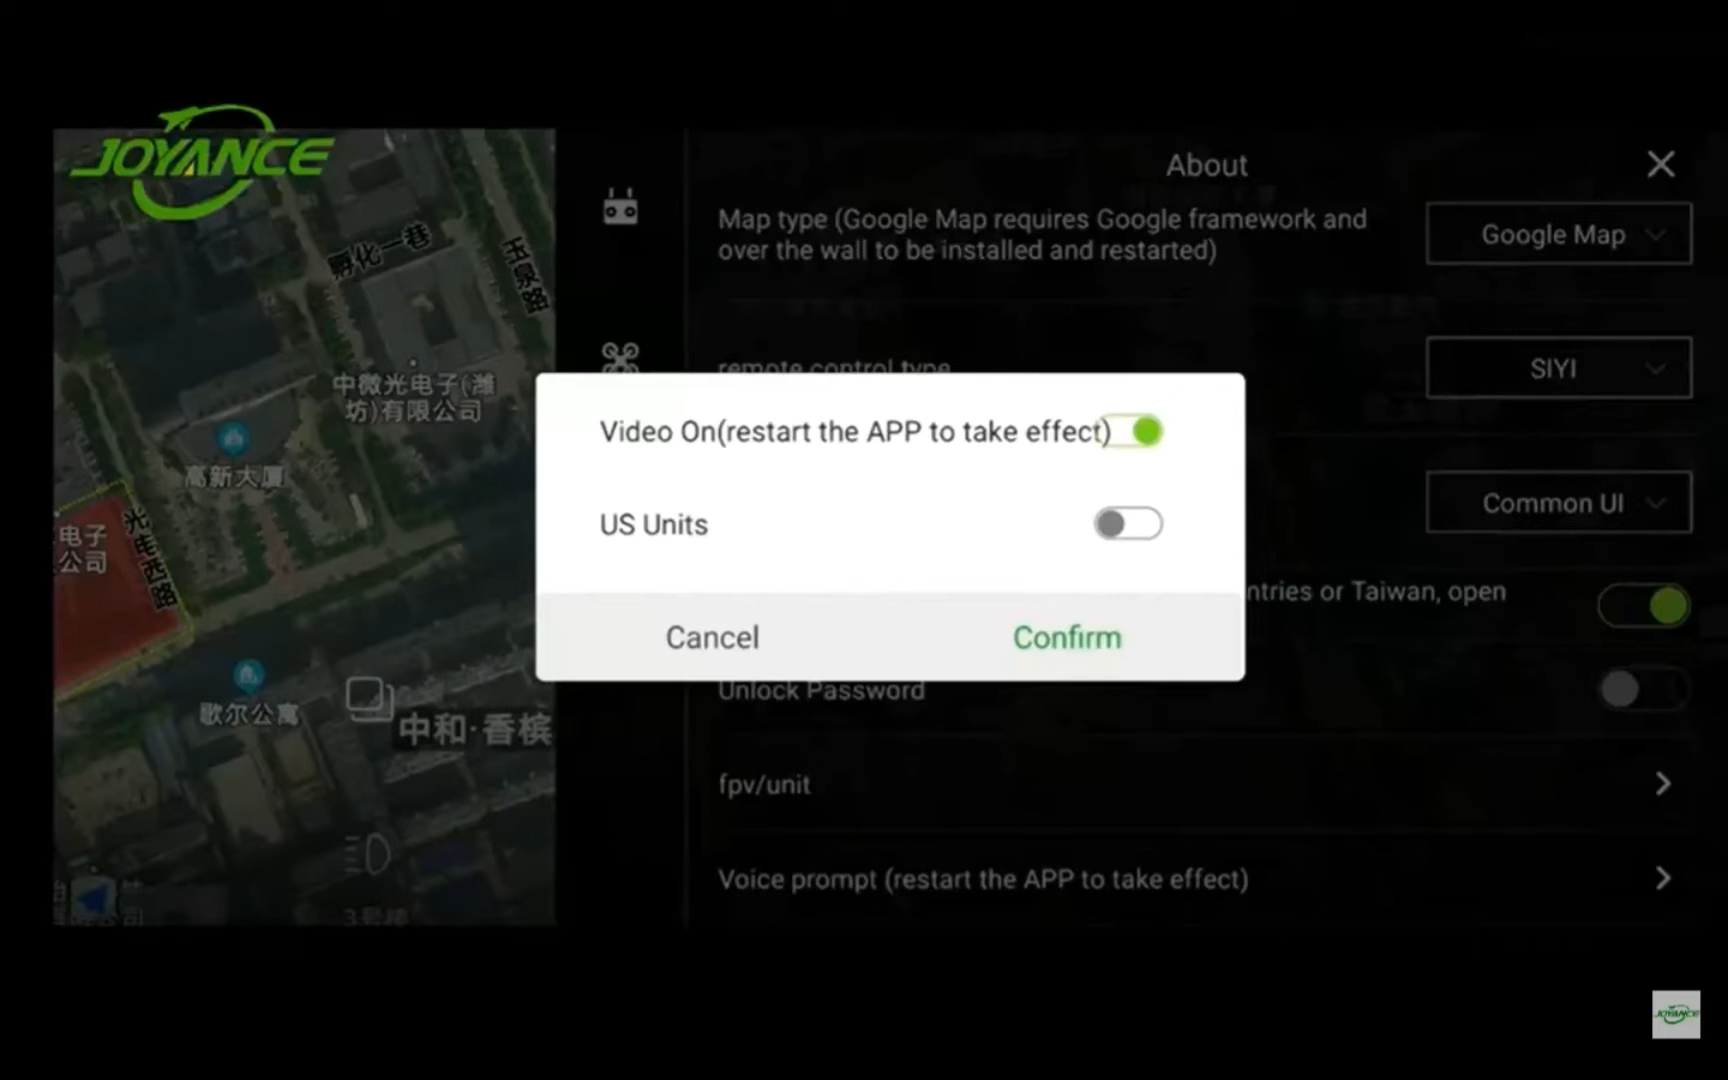 JOYANCE
About
Map type (Google Map requires Google framework and
over the wall to be installed and restarted)
Google Map
remote control type
SIYI
Common UI
Video On(restart the APP to take effect)
US Units
Cancel
Confirm
ntries or Taiwan, open
Unlock Password
fpv/unit
Voice prompt (restart the APP to take effect)
孵化一巷
玉泉路
中微光电子(潍
坊)有限公司
高新大厦
电子
公司
光电西路
歌尔公寓
中和·香槟
JOYANCE